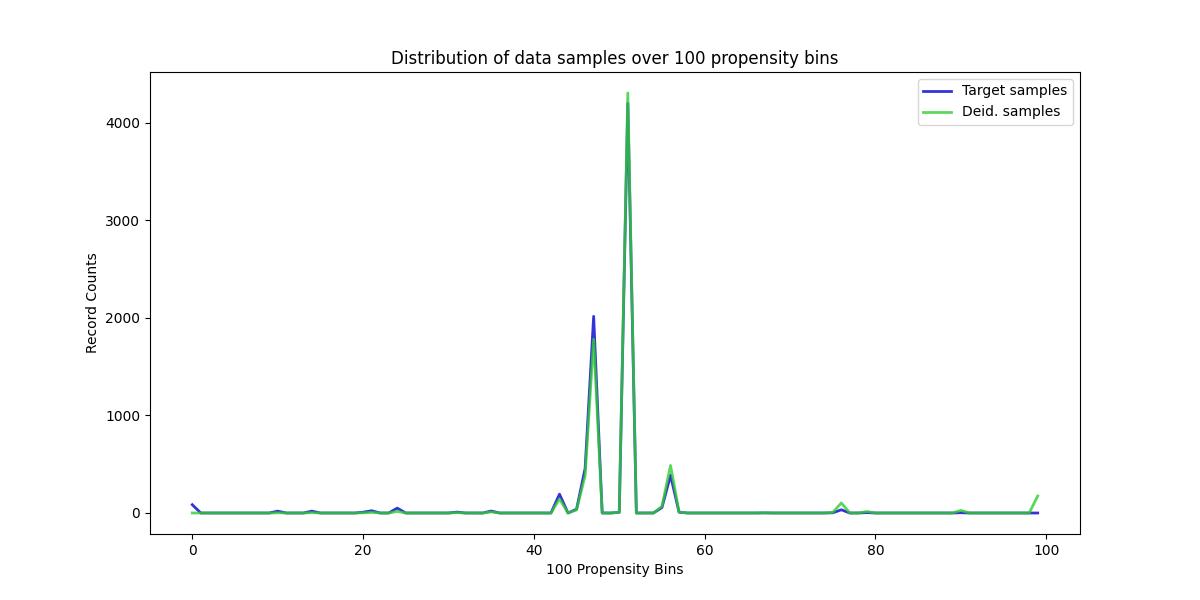 Distribution of data samples over 100 propensity bins
Target samples
Deid. samples
Record Counts
4000
3000
2000
1000
0
0 20 40 60 80 100
100 Propensity Bins